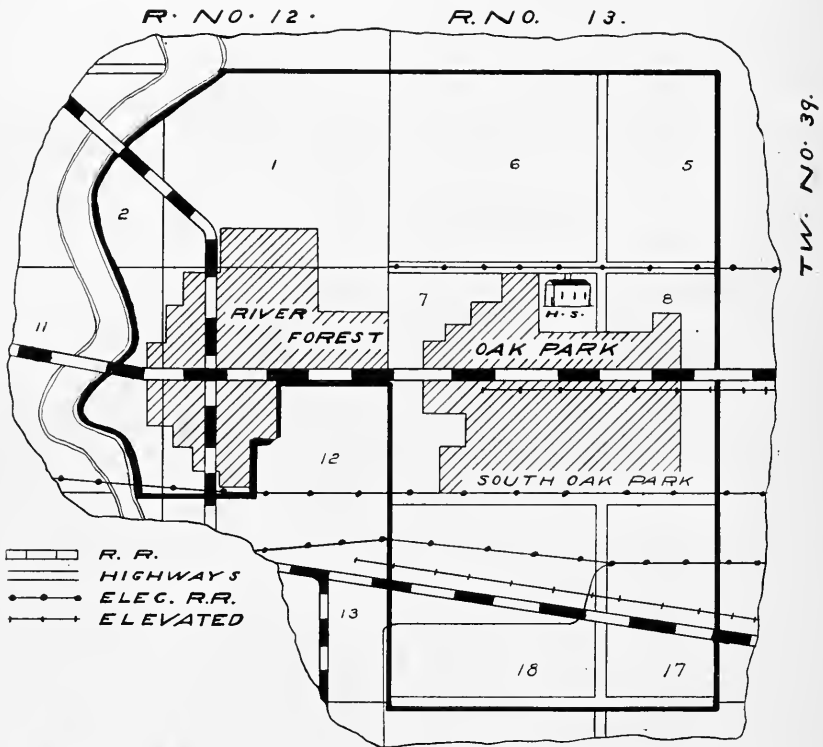 R. NO. 12.
R. NO. 13.
TW. NO. 39.
1
6
5
2
11
7
8
H.S.
RIVER
FOREST
OAK PARK
12
SOUTH OAK PARK
R. R.
HIGHWAYS
ELEC. R.R.
ELEVATED
13
18
17